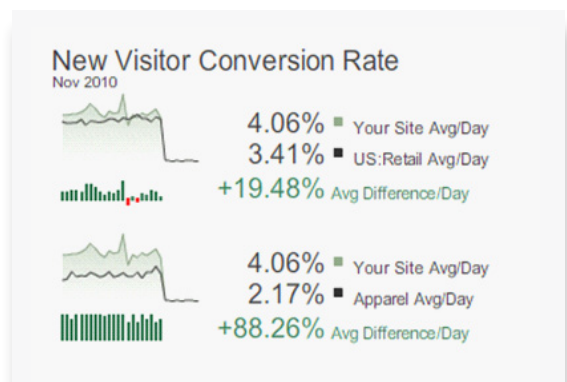 New Visitor Conversion Rate
Nov 2010
4.06% Your Site Avg/Day
3.41% US:Retail Avg/Day
+19.48% Avg Difference/Day
4.06% Your Site Avg/Day
2.17% Apparel Avg/Day
+88.26% Avg Difference/Day